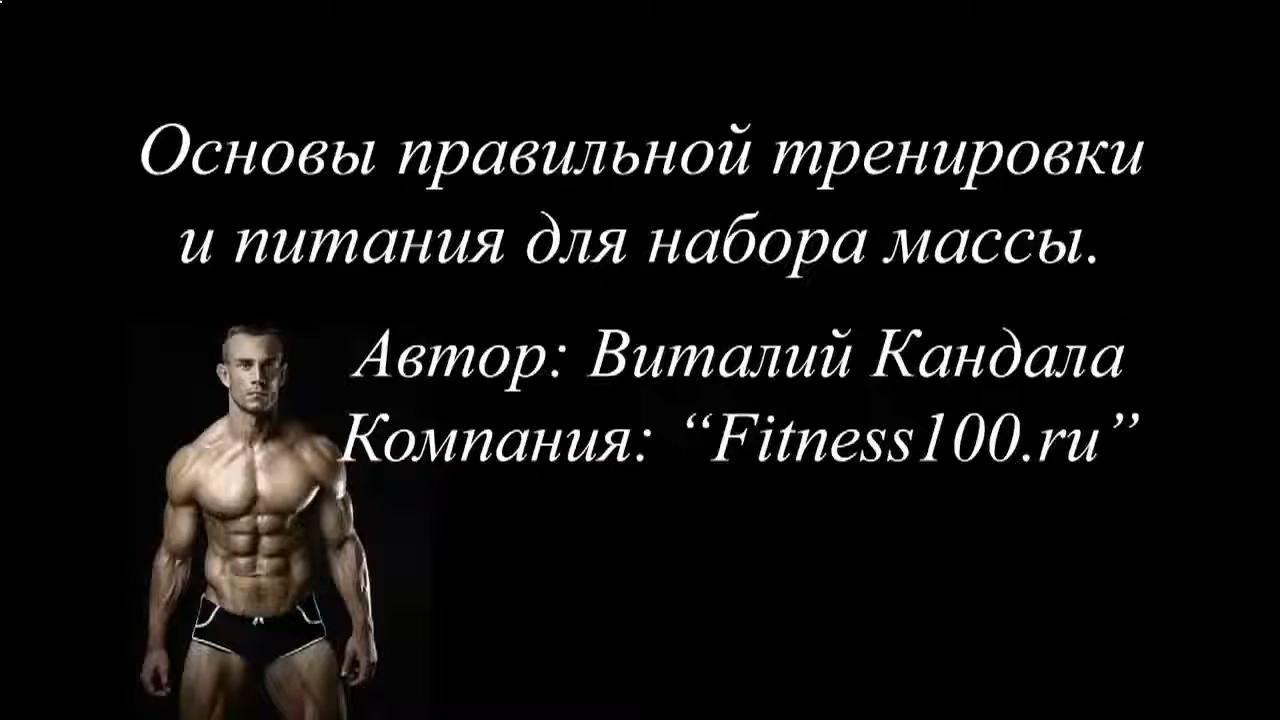 Основы правильной тренировки
и питания для набора массы.
Автор: Виталий Кандала
Компания: “Fitness100.ru”